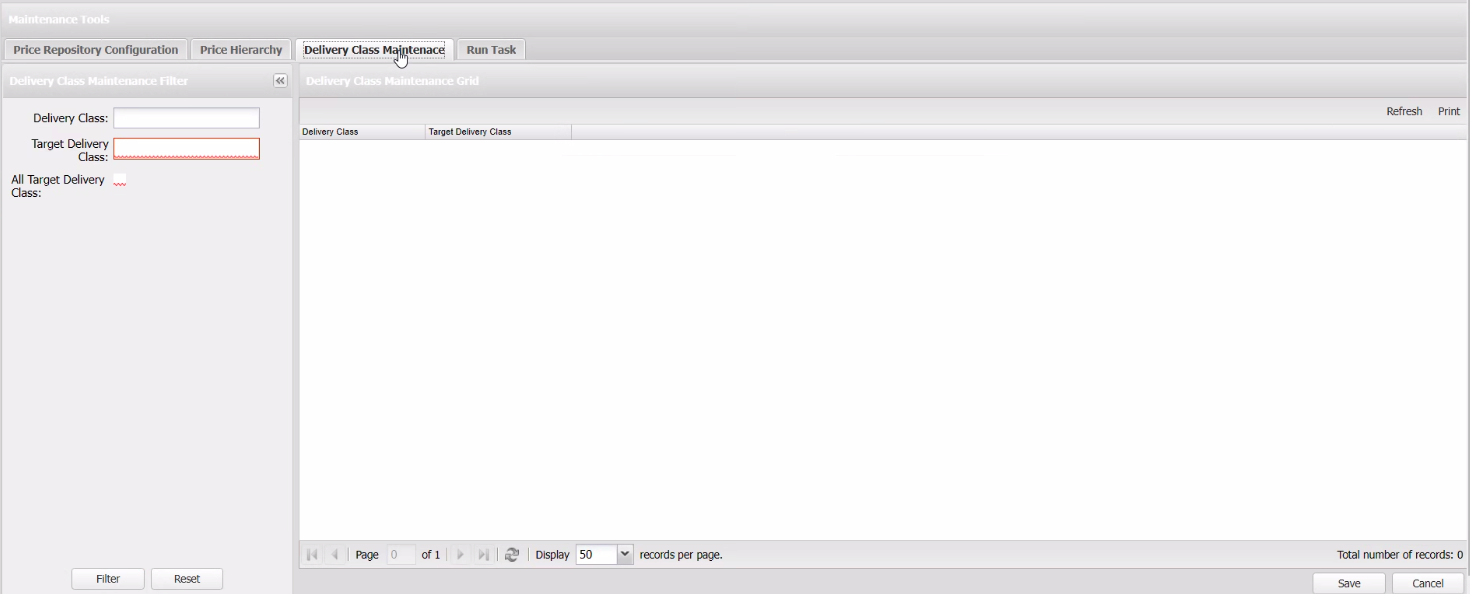 Maintenance Tools
Price Repository Configuration Price Hierarchy Delivery Class Maintenace Run Task
Delivery Class Maintenance Filter
Delivery Class Maintenance Grid
Delivery Class:
Target Delivery
Class:
All Target Delivery
Class:
Filter Reset
Refresh Print
Delivery Class Target Delivery Class
Page 0 of 1 Display 50 records per page. Total number of records: 0
Save Cancel